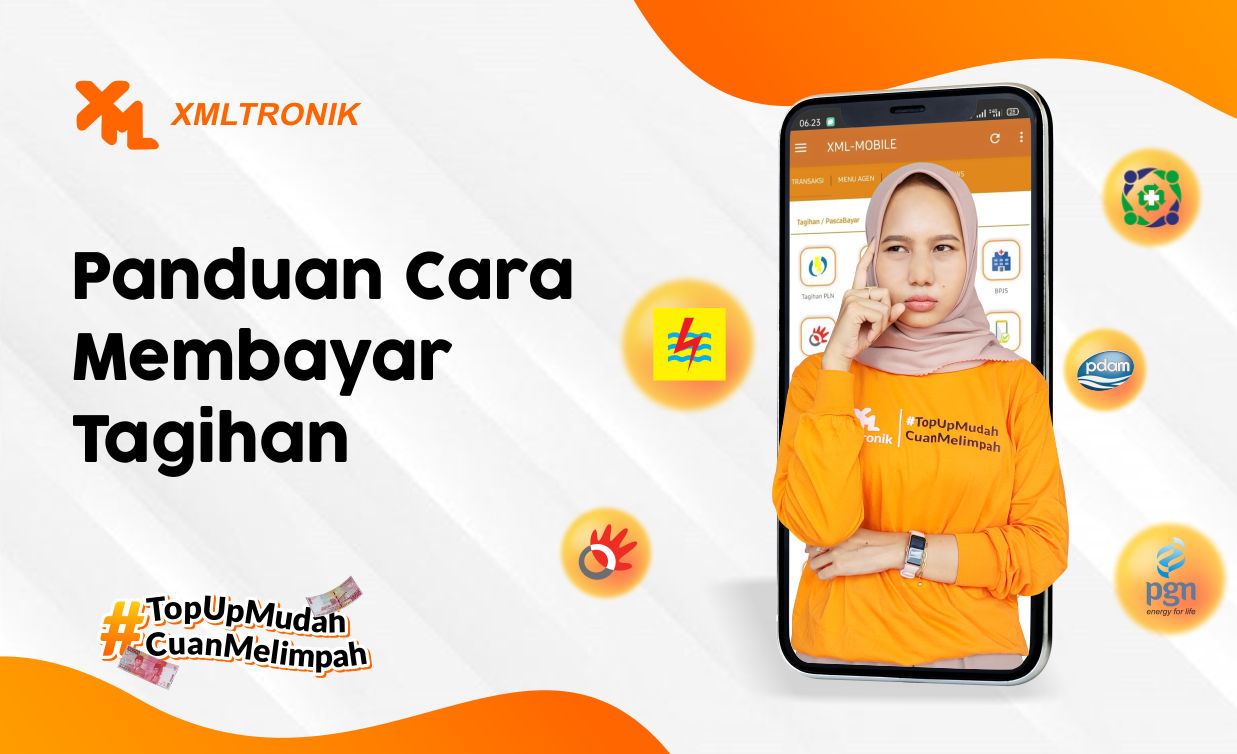 XMLTRONIK
Panduan Cara
Membayar
Tagihan
#TopUpMudah
CuanMelimpah
06.23
XML-MOBILE
TRANSAKSI
MENU AGEN
Tagihan / PascaBayar
Tagihan PLN
BPJS
#TopUpMudah
CuanMelimpah
pdam
pgn
energy for life